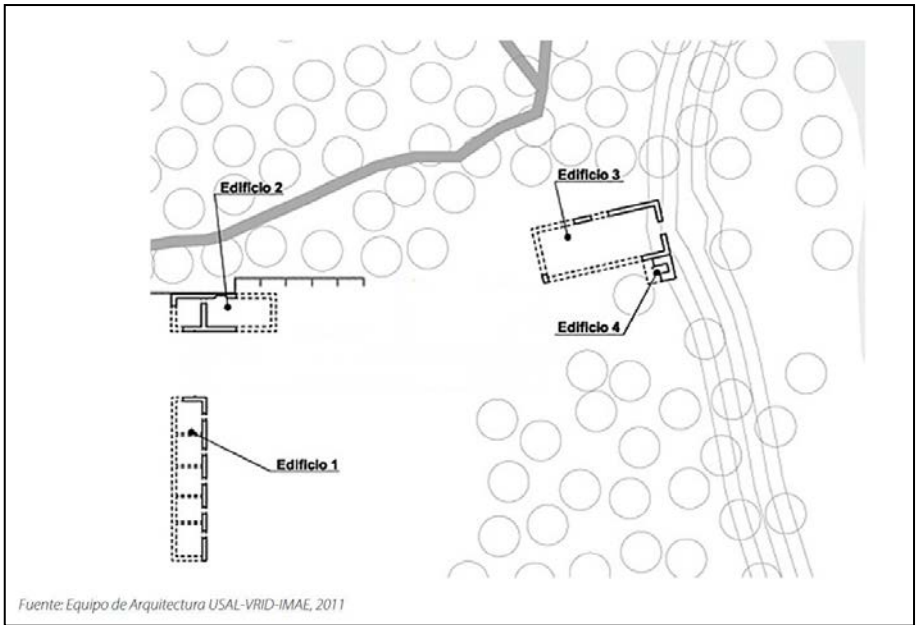 Edificio 3
Edificio 2
Edificio 4
Edificio 1
Fuente: Equipo de Arquitectura USAL-VRID-IMAE, 2011